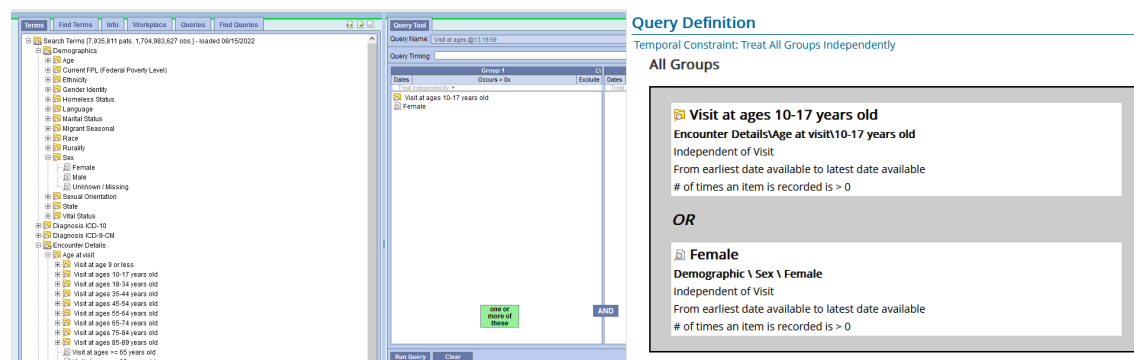 Terms
Find Terms
Info
Workplace
Queries
Find Queries
Search Terms [7,935,811 pats. 1,704,983,627 obs.] - loaded 08/15/2022
Demographics
Age
Current FPL (Federal Poverty Level)
Ethnicity
Gender Identity
Homeless Status
Language
Marital Status
Migrant Seasonal
Race
Rurality
Sex
Female
Male
Unknown / Missing
Sexual Orientation
State
Vital Status
Diagnosis ICD-10
Diagnosis ICD-9-CM
Encounter Details
Age at visit
Visit at age 9 or less
Visit at ages 10-17 years old
Visit at ages 18-34 years old
Visit at ages 35-44 years old
Visit at ages 45-54 years old
Visit at ages 55-64 years old
Visit at ages 65-74 years old
Visit at ages 75-84 years old
Visit at ages 85-89 years old
Visit at ages >= 65 years old
Query Tool
Query Name: Visit at ages @13:19:59
Query Timing:
Group 1
Dates Occurs > 0x Exclude Dates
Treat Independently
Visit at ages 10-17 years old
Female
one or
more of
these
AND
Run Query Clear
Query Definition
Temporal Constraint: Treat All Groups Independently
All Groups
Visit at ages 10-17 years old
Encounter Details\Age at visit\10-17 years old
Independent of Visit
From earliest date available to latest date available
# of times an item is recorded is > 0
OR
Female
Demographic \ Sex \ Female
Independent of Visit
From earliest date available to latest date available
# of times an item is recorded is > 0